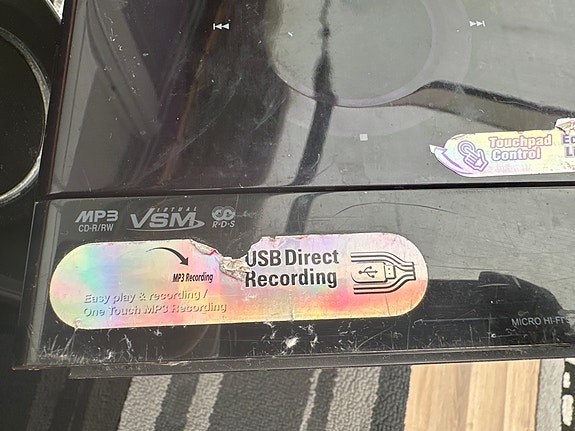 Touchpad
Control
MP3
CD-R/RW
VIRTUAL
VSM
R·D·S
MP3 Recording
USB Direct
Recording
Easy play & recording /
One Touch MP3 Recording
MICRO HI-FI